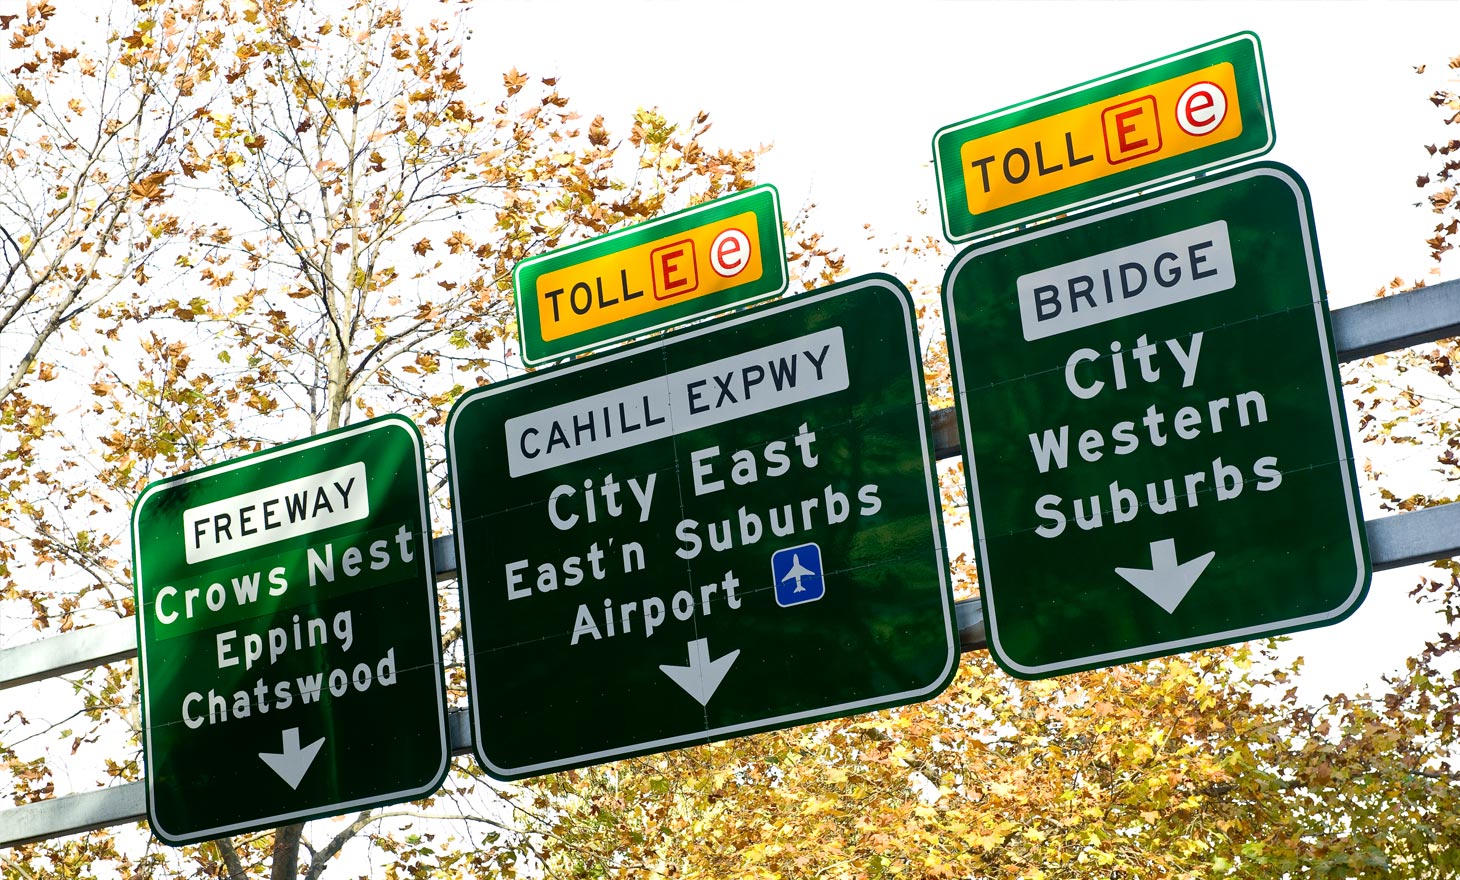 FREEWAY
Crows Nest
Epping
Chatswood
TOLL E e
CAHILL EXPWY
City East
East'n Suburbs
Airport
TOLL E e
BRIDGE
City
Western
Suburbs